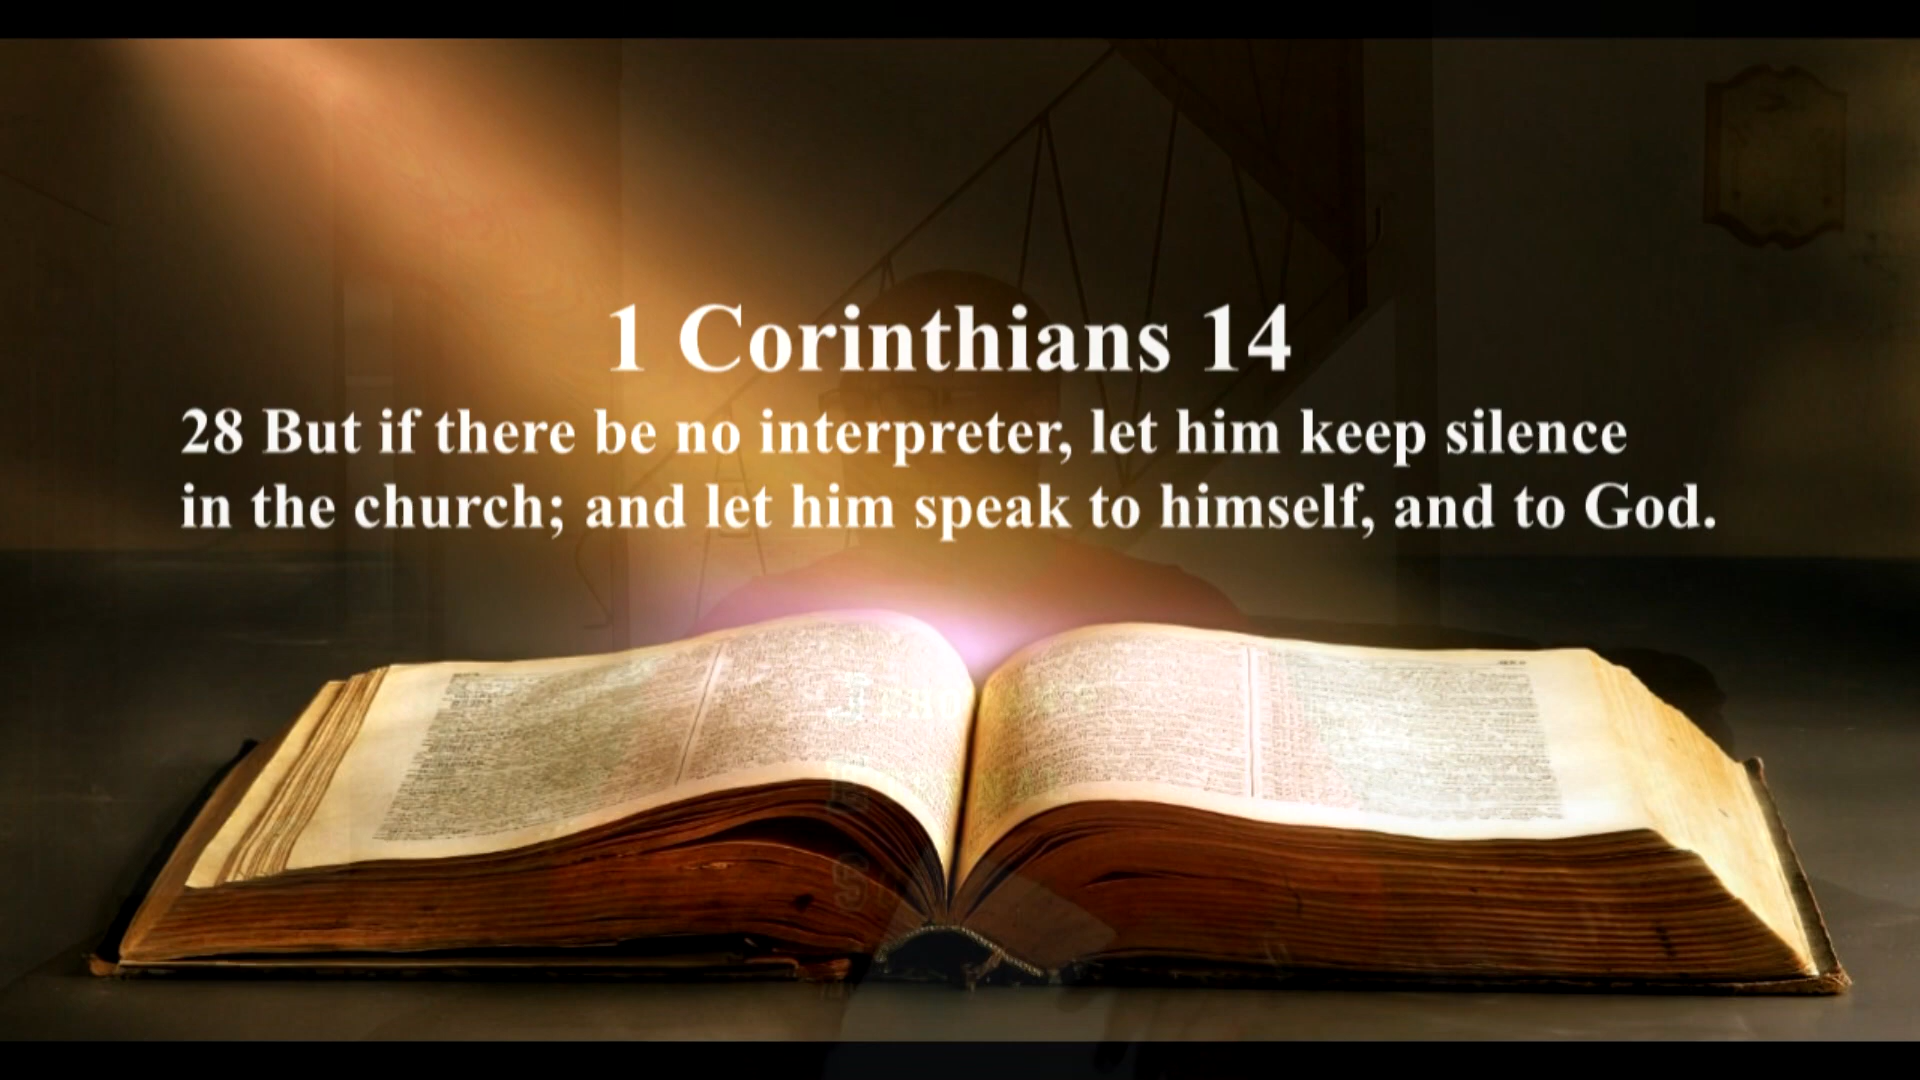 1 Corinthians 14
28 But if there be no interpreter, let him keep silence
in the church; and let him speak to himself, and to God.